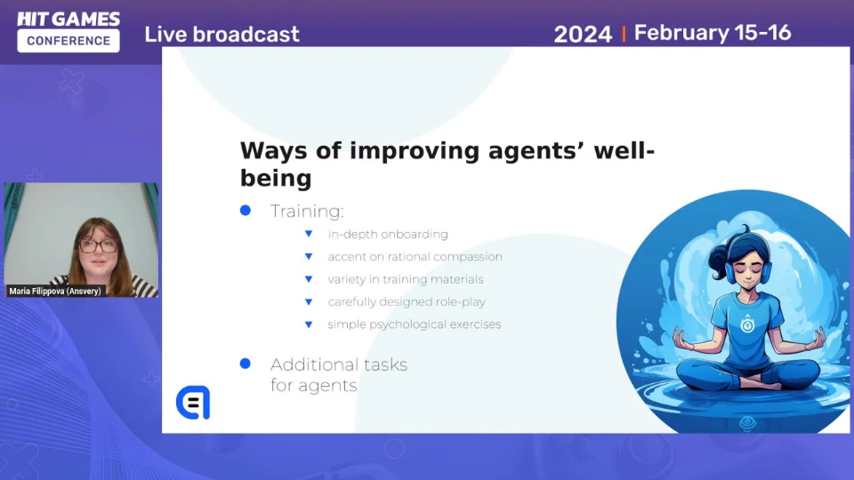 HIT GAMES
CONFERENCE
Live broadcast
2024 | February 15-16
Ways of improving agents’ well-
being
Training:
in-depth onboarding
accent on rational compassion
variety in training materials
carefully designed role-play
simple psychological exercises
Additional tasks
for agents
Maria Filippova (Ansvery)